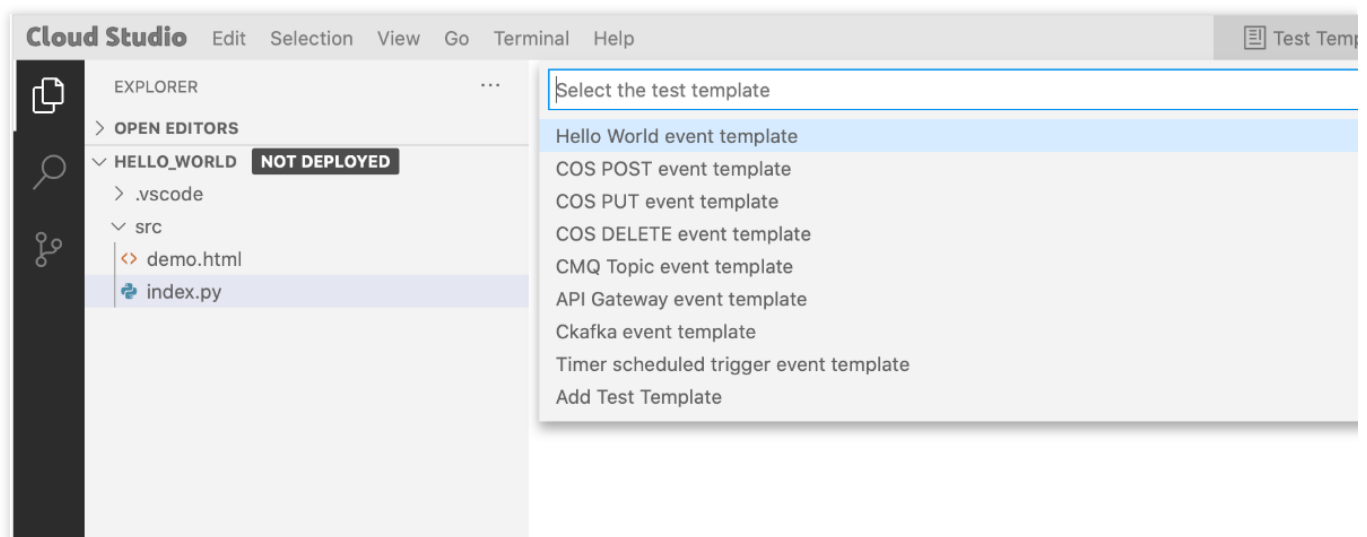 Cloud Studio Edit Selection View Go Terminal Help Test Temp
EXPLORER ...
Select the test template
OPEN EDITORS
Hello World event template
HELLO_WORLD NOT DEPLOYED
COS POST event template
.vscode
COS PUT event template
src
COS DELETE event template
demo.html
CMQ Topic event template
index.py
API Gateway event template
Ckafka event template
Timer scheduled trigger event template
Add Test Template